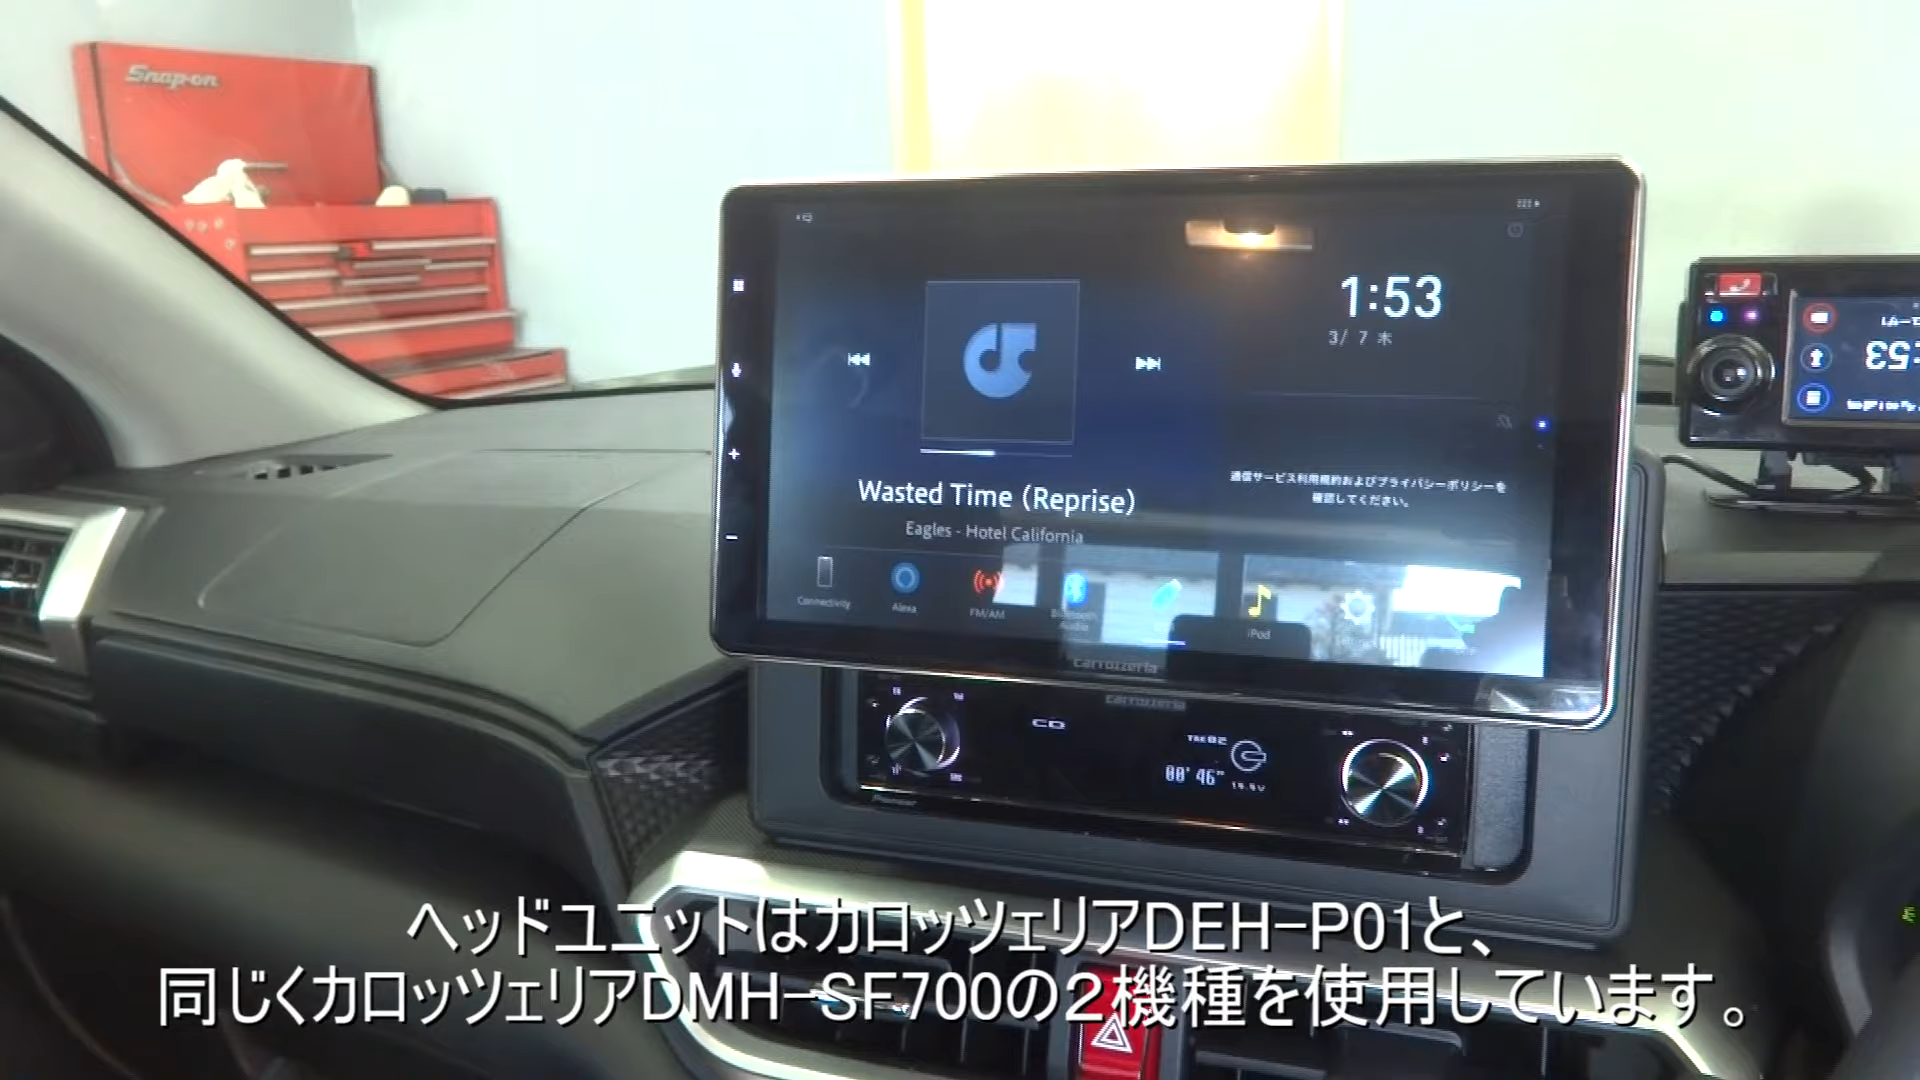 Snap-on
1:53
3/ 7 木
Wasted Time (Reprise)
Eagles - Hotel California
通信サービス利用規約およびプライバシーポリシーを
確認してください。
Connectivity
Alexa
FM/AM
Bluetooth
Audio
iPod
carrozzeria
carrozzeria
CD
TRK02
00'46"
Pioneer
ヘッドユニットはカロッツェリアDEH-P01と、
同じくカロッツェリアDMH-SF700の２機種を使用しています。